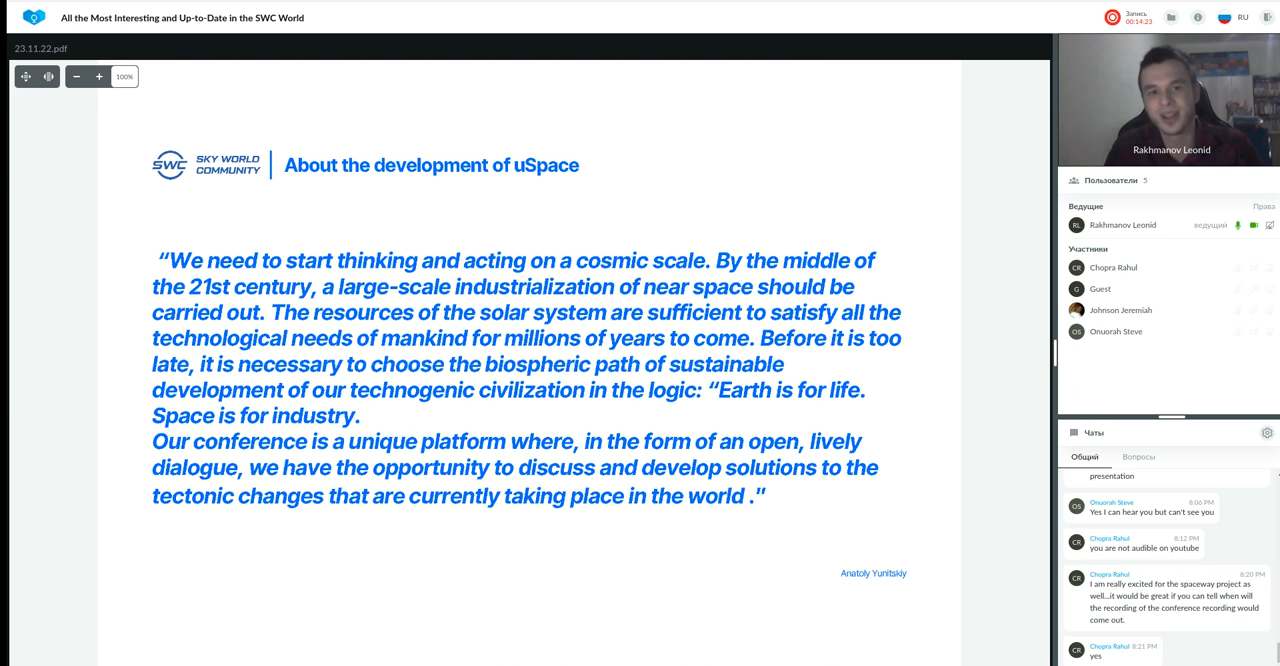 All the Most Interesting and Up-to-Date in the SWC World
Запись
00:14:23
RU
23.11.22.pdf
100%
SWC
SKY WORLD
COMMUNITY
About the development of uSpace
“We need to start thinking and acting on a cosmic scale. By the middle of
the 21st century, a large-scale industrialization of near space should be
carried out. The resources of the solar system are sufficient to satisfy all the
technological needs of mankind for millions of years to come. Before it is too
late, it is necessary to choose the biospheric path of sustainable
development of our technogenic civilization in the logic: “Earth is for life.
Space is for industry.
Our conference is a unique platform where, in the form of an open, lively
dialogue, we have the opportunity to discuss and develop solutions to the
tectonic changes that are currently taking place in the world .”
Anatoly Yunitskiy
Rakhmanov Leonid
Пользователи 5
Ведущие Права
RL Rakhmanov Leonid ведущий
Участники
CR Chopra Rahul
G Guest
Johnson Jeremiah
OS Onuorah Steve
Чаты
Общий Вопросы
presentation
OS Onuorah Steve 8:06 PM
Yes I can hear you but can't see you
CR Chopra Rahul 8:12 PM
you are not audible on youtube
CR Chopra Rahul 8:20 PM
I am really excited for the spaceway project as
well...it would be great if you can tell when will
the recording of the conference recording would
come out.
CR Chopra Rahul 8:21 PM
yes